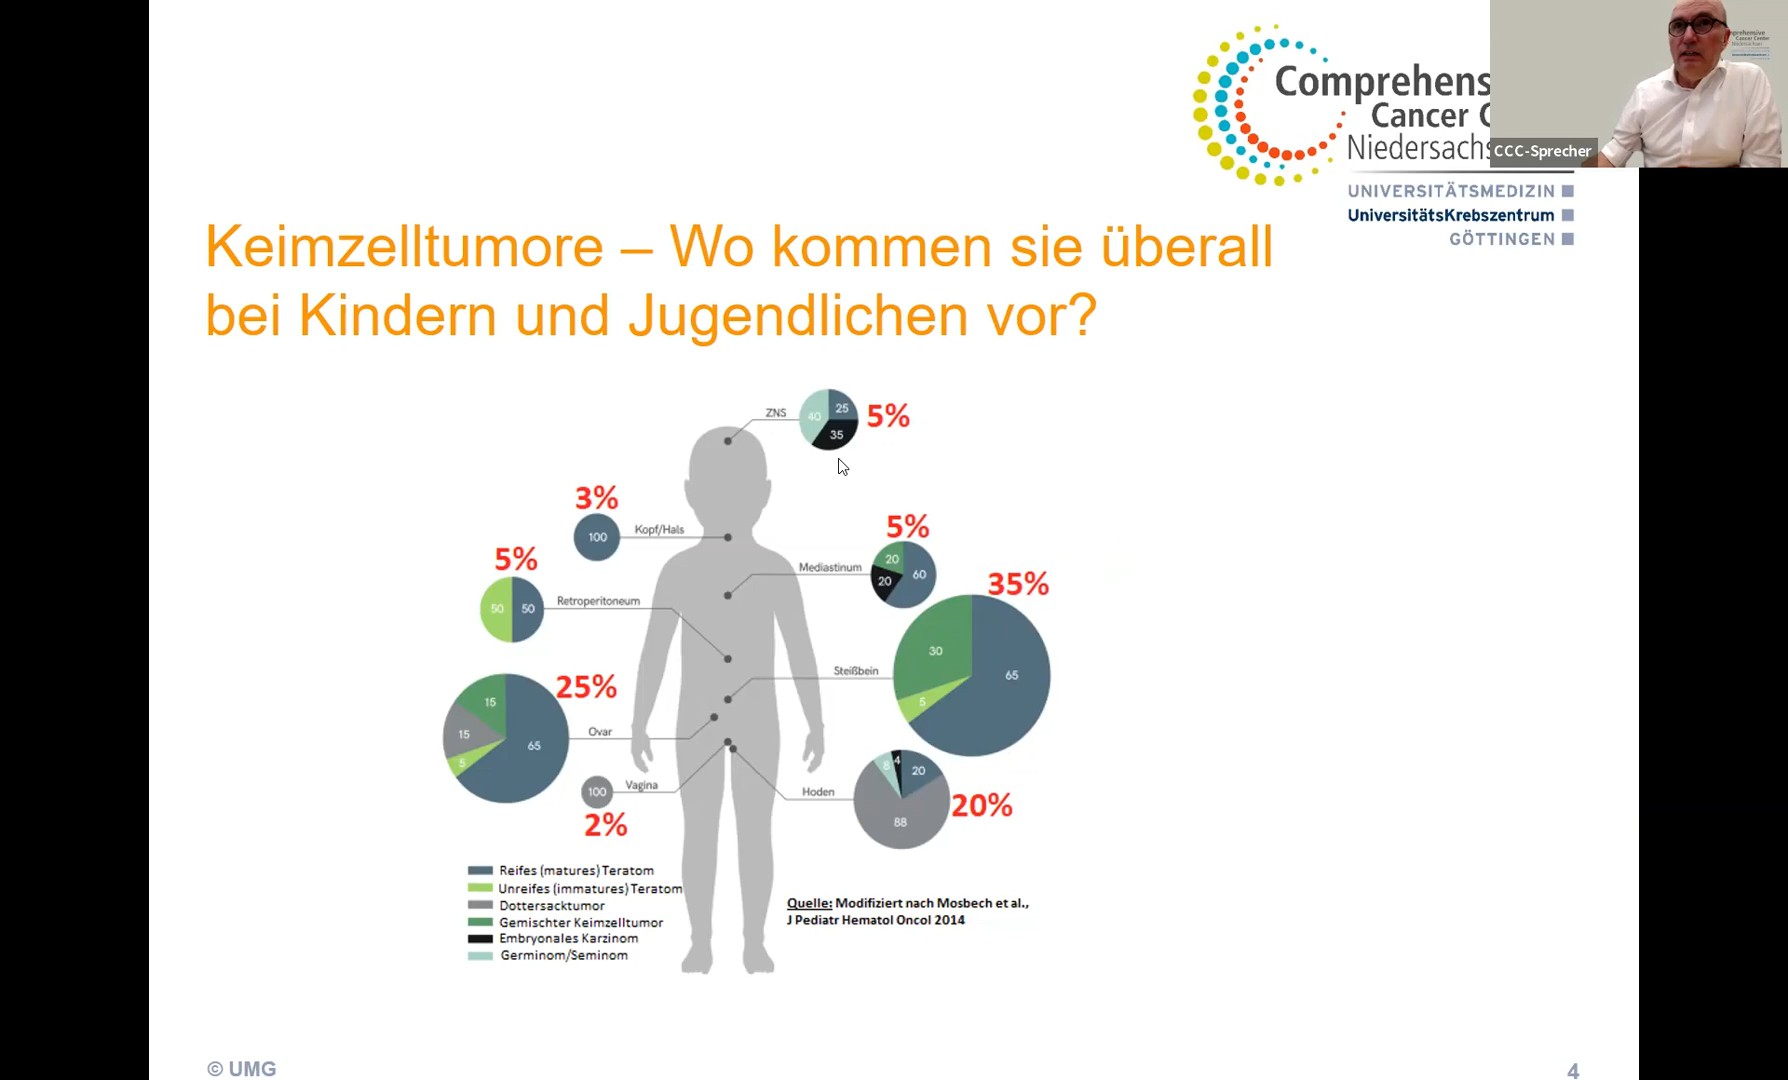 Comprehens
Cancer C
Niedersachs
CCC-Sprecher
UNIVERSITÄTSMEDIZIN
UniversitätsKrebszentrum
GÖTTINGEN
Keimzelltumore – Wo kommen sie überall
bei Kindern und Jugendlichen vor?
ZNS
40
25
35
5%
3%
100
Kopf/Hals
5%
50
50
Retroperitoneum
5%
Mediastinum
20
20
60
35%
Steißbein
30
65
5
25%
15
15
5
65
Ovar
100
Vagina
2%
Hoden
8
4
20
88
20%
Reifes (matures) Teratom
Unreifes (immatures) Teratom
Dottersacktumor
Gemischter Keimzelltumor
Embryonales Karzinom
Germinom/Seminom
Quelle: Modifiziert nach Mosbech et al.,
J Pediatr Hematol Oncol 2014
© UMG
4